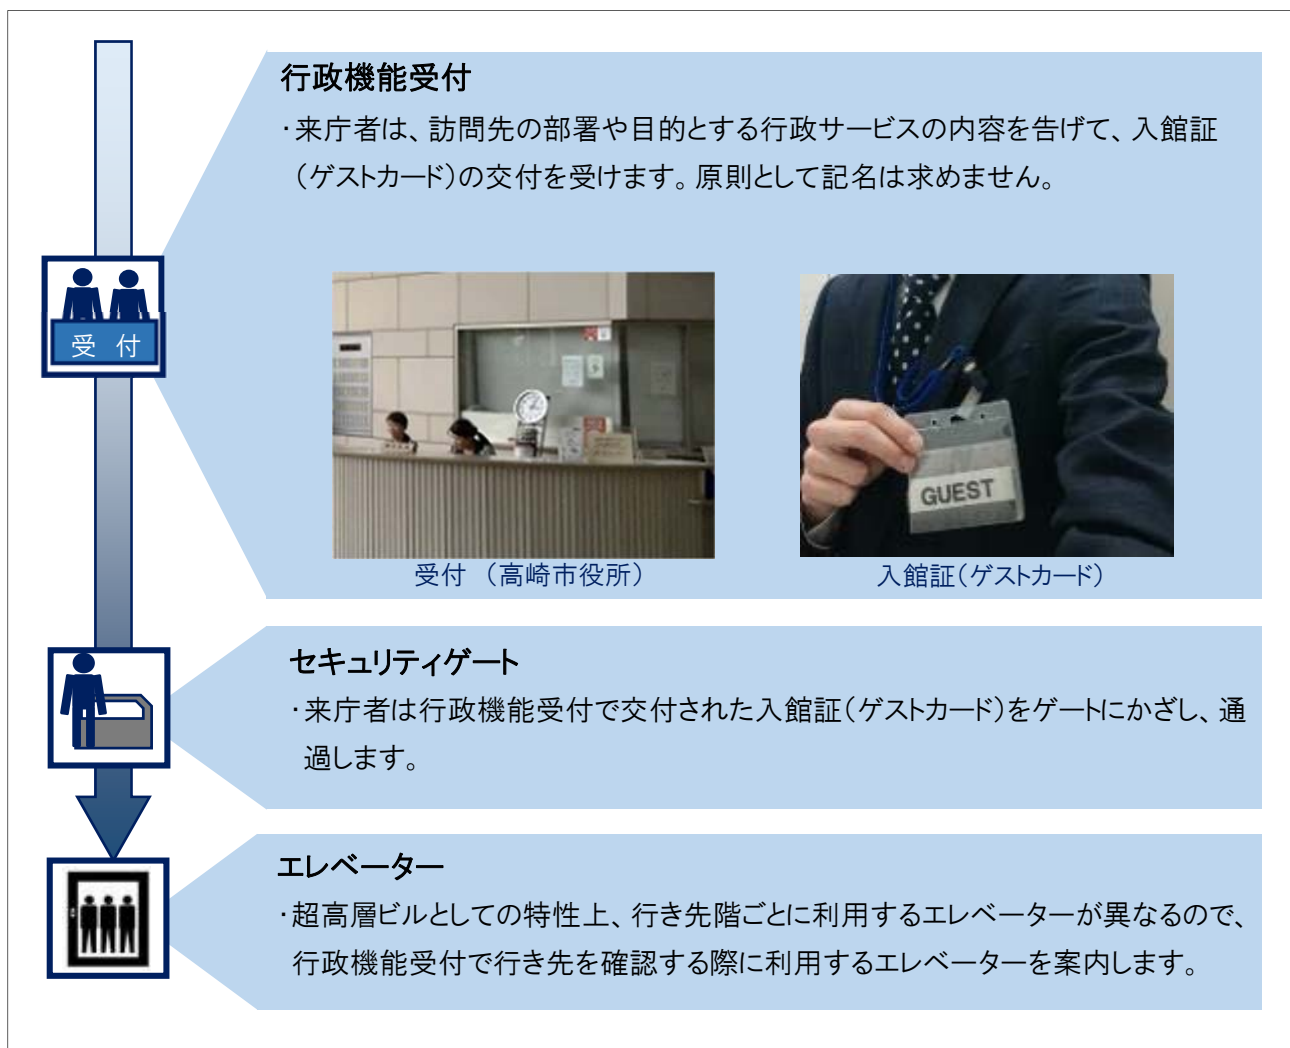 行政機能受付
・来庁者は、訪問先の部署や目的とする行政サービスの内容を告げて、入館証
（ゲストカード）の交付を受けます。原則として記名は求めません。
受 付
GUEST
受付 （高崎市役所）
入館証（ゲストカード）
セキュリティゲート
・来庁者は行政機能受付で交付された入館証（ゲストカード）をゲートにかざし、通
過します。
エレベーター
・超高層ビルとしての特性上、行き先階ごとに利用するエレベーターが異なるので、
行政機能受付で行き先を確認する際に利用するエレベーターを案内します。